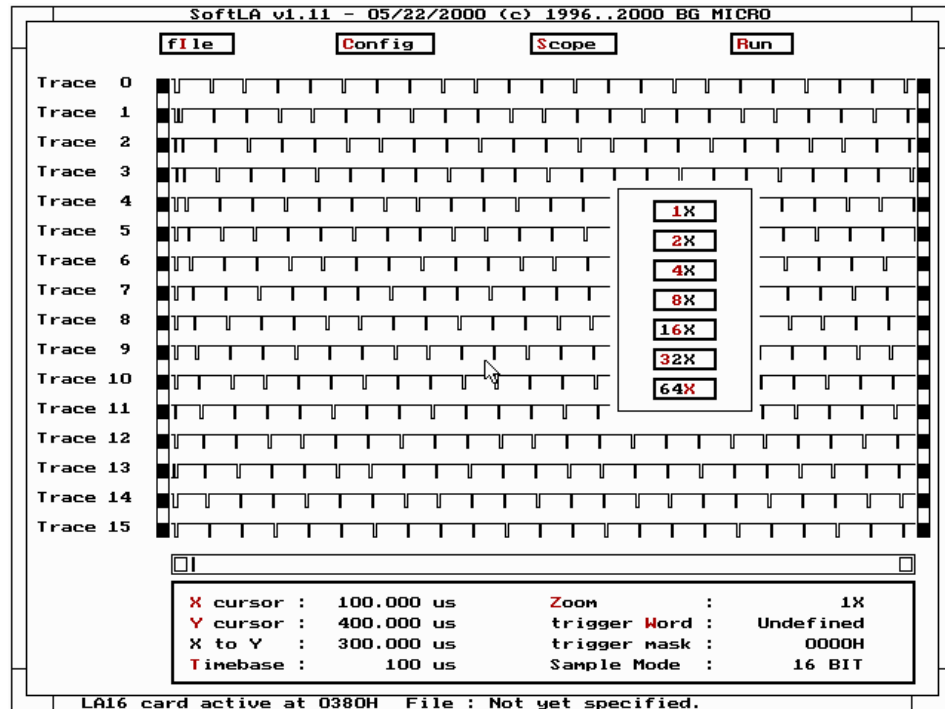 SoftLA v1.11 - 05/22/2000 (c) 1996..2000 BG MICRO
fIle Config Scope Run
Trace 0
Trace 1
Trace 2
Trace 3
Trace 4
1X
Trace 5
2X
Trace 6
4X
Trace 7
8X
Trace 8
16X
Trace 9
32X
Trace 10
64X
Trace 11
Trace 12
Trace 13
Trace 14
Trace 15
X cursor : 100.000 us Zoom : 1X
Y cursor : 400.000 us trigger Word : Undefined
X to Y : 300.000 us trigger mask : 0000H
Timebase : 100 us Sample Mode : 16 BIT
LA16 card active at 0380H File : Not yet specified.